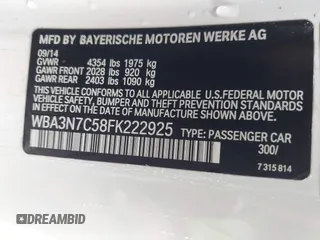 MFD BY BAYERISCHE MOTOREN WERKE AG
09/14
GVWR 4354 lbs 1975 kg
GAWR FRONT 2028 lbs 920 kg
GAWR REAR 2403 lbs 1090 kg
THIS VEHICLE CONFORMS TO ALL APPLICABLE U.S. FEDERAL MOTOR
VEHICLE SAFETY, BUMPER AND THEFT PREVENTION STANDARDS
IN EFFECT ON THE DATE OF MANUFACTURE SHOWN ABOVE.
WBA3N7C58FK222925 TYPE: PASSENGER CAR
300/
7 315 814
DREAMBID